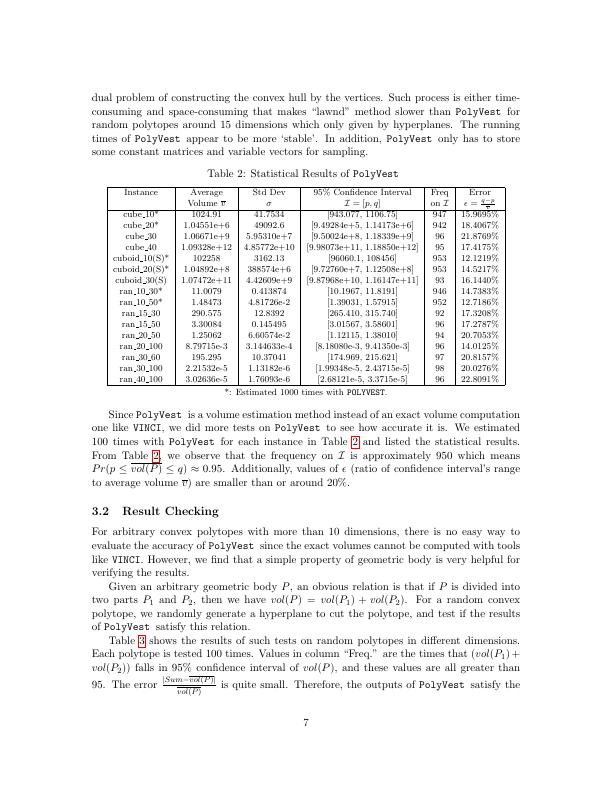 dual problem of constructing the convex hull by the vertices. Such process is either time-
consuming and space-consuming that makes “lawnd” method slower than PolyVest for
random polytopes around 15 dimensions which only given by hyperplanes. The running
times of PolyVest appear to be more ‘stable’. In addition, PolyVest only has to store
some constant matrices and variable vectors for sampling.
Table 2: Statistical Results of PolyVest
Instance Average Std Dev 95% Confidence Interval Freq Error
Volume v̅ σ I = [p, q] on I ϵ = (q−p)/v̅
cube_10* 1024.91 41.7534 [943.077, 1106.75] 947 15.9695%
cube_20* 1.04551e+6 49092.6 [9.49284e+5, 1.14173e+6] 942 18.4067%
cube_30 1.06671e+9 5.95310e+7 [9.50024e+8, 1.18339e+9] 96 21.8769%
cube_40 1.09328e+12 4.85772e+10 [9.98073e+11, 1.18850e+12] 95 17.4175%
cuboid_10(S)* 102258 3162.13 [96060.1, 108456] 953 12.1219%
cuboid_20(S)* 1.04892e+8 388574e+6 [9.72760e+7, 1.12508e+8] 953 14.5217%
cuboid_30(S) 1.07472e+11 4.42609e+9 [9.87968e+10, 1.16147e+11] 93 16.1440%
ran_10_30* 11.0079 0.413874 [10.1967, 11.8191] 946 14.7383%
ran_10_50* 1.48473 4.81726e-2 [1.39031, 1.57915] 952 12.7186%
ran_15_30 290.575 12.8392 [265.410, 315.740] 92 17.3208%
ran_15_50 3.30084 0.145495 [3.01567, 3.58601] 96 17.2787%
ran_20_50 1.25062 6.60574e-2 [1.12115, 1.38010] 94 20.7053%
ran_20_100 8.79715e-3 3.144633e-4 [8.18080e-3, 9.41350e-3] 96 14.0125%
ran_30_60 195.295 10.37041 [174.969, 215.621] 97 20.8157%
ran_30_100 2.21532e-5 1.13182e-6 [1.99348e-5, 2.43715e-5] 98 20.0276%
ran_40_100 3.02636e-5 1.76093e-6 [2.68121e-5, 3.3715e-5] 96 22.8091%
*: Estimated 1000 times with POLYVEST.
Since PolyVest is a volume estimation method instead of an exact volume computation
one like VINCI, we did more tests on PolyVest to see how accurate it is. We estimated
100 times with PolyVest for each instance in Table 2 and listed the statistical results.
From Table 2, we observe that the frequency on I is approximately 950 which means
Pr(p ≤ vol(P) ≤ q) ≈ 0.95. Additionally, values of ϵ (ratio of confidence interval’s range
to average volume v̅) are smaller than or around 20%.
3.2 Result Checking
For arbitrary convex polytopes with more than 10 dimensions, there is no easy way to
evaluate the accuracy of PolyVest since the exact volumes cannot be computed with tools
like VINCI. However, we find that a simple property of geometric body is very helpful for
verifying the results.
Given an arbitrary geometric body P, an obvious relation is that if P is divided into
two parts P₁ and P₂, then we have vol(P) = vol(P₁) + vol(P₂). For a random convex
polytope, we randomly generate a hyperplane to cut the polytope, and test if the results
of PolyVest satisfy this relation.
Table 3 shows the results of such tests on random polytopes in different dimensions.
Each polytope is tested 100 times. Values in column “Freq.” are the times that (vol(P₁) +
vol(P₂)) falls in 95% confidence interval of vol(P), and these values are all greater than
95. The error |Sum−vol(P)|/vol(P) is quite small. Therefore, the outputs of PolyVest satisfy the
7